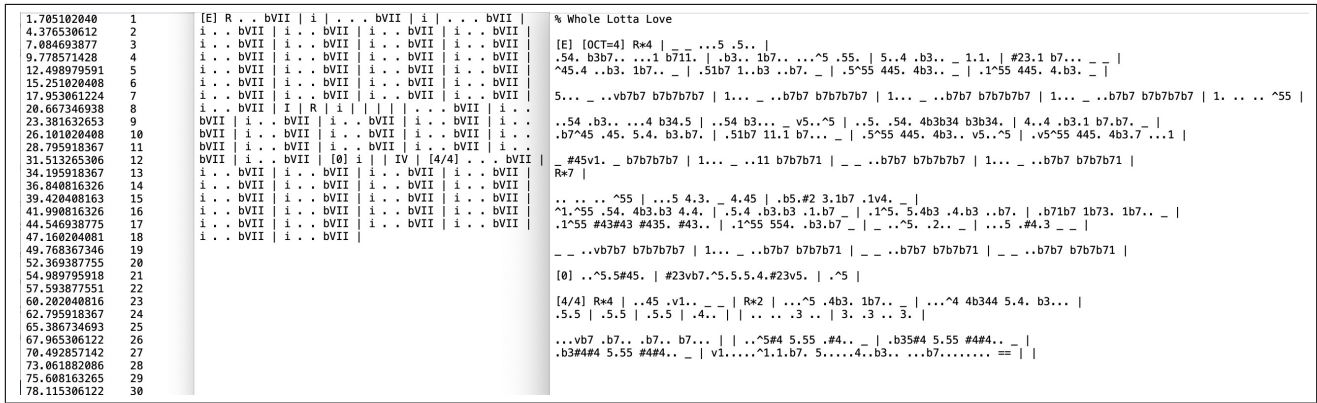 1.705102040 1
4.376530612 2
7.084693877 3
9.778571428 4
12.498979591 5
15.251020408 6
17.953061224 7
20.667346938 8
23.381632653 9
26.101020408 10
28.795918367 11
31.513265306 12
34.195918367 13
36.840816326 14
39.420408163 15
41.990816326 16
44.546938775 17
47.160204081 18
49.768367346 19
52.369387755 20
54.989795918 21
57.593877551 22
60.202040816 23
62.795918367 24
65.386734693 25
67.965306122 26
70.492857142 27
73.061882086 28
75.608163265 29
78.115306122 30
[E] R . . bVII | i | . . . bVII | i | . . . bVII |
i . . bVII | i . . bVII | i . . bVII | i . . bVII |
i . . bVII | i . . bVII | i . . bVII | i . . bVII |
i . . bVII | i . . bVII | i . . bVII | i . . bVII |
i . . bVII | i . . bVII | i . . bVII | i . . bVII |
i . . bVII | i . . bVII | i . . bVII | i . . bVII |
i . . bVII | i . . bVII | i . . bVII | i . . bVII |
i . . bVII | I | R | i | | | | | . . . bVII | i . .
bVII | i . . bVII | i . . bVII | i . . bVII | i . .
bVII | i . . bVII | i . . bVII | i . . bVII | i . .
bVII | i . . bVII | i . . bVII | i . . bVII | i . .
bVII | i . . bVII | [0] i | | IV | [4/4] . . . bVII |
i . . bVII | i . . bVII | i . . bVII | i . . bVII |
i . . bVII | i . . bVII | i . . bVII | i . . bVII |
i . . bVII | i . . bVII | i . . bVII | i . . bVII |
i . . bVII | i . . bVII | i . . bVII | i . . bVII |
i . . bVII | i . . bVII | i . . bVII | i . . bVII |
i . . bVII | i . . bVII |
% Whole Lotta Love
[E] [OCT=4] R*4 | _ _ ...5 .5.. |
.54. b3b7.. ...1 b711. | .b3.. 1b7.. ...^5 .55. | 5..4 .b3.. _ 1.1. | #23.1 b7... _ _ |
^45.4 ..b3. 1b7.. _ | .51b7 1..b3 ..b7. _ | .5^55 445. 4b3.. _ | .1^55 445. 4.b3. _ |
5... _ ..vb7b7 b7b7b7b7 | 1... _ ..b7b7 b7b7b7b7 | 1... _ ..b7b7 b7b7b7b7 | 1... _ ..b7b7 b7b7b7b7 | 1. .. .. ^55 |
..54 .b3.. ...4 b34.5 | ..54 b3... _ v5..^5 | ..5. .54. 4b3b34 b3b34. | 4..4 .b3.1 b7.b7. _ |
.b7^45 .45. 5.4. b3.b7. | .51b7 11.1 b7... _ | .5^55 445. 4b3.. v5..^5 | .v5^55 445. 4b3.7 ...1 |
_ #45v1. _ b7b7b7b7 | 1... _ ..11 b7b7b71 | _ _ ..b7b7 b7b7b7b7 | 1... _ ..b7b7 b7b7b71 |
R*7 |
.. .. .. ^55 | ...5 4.3. _ 4.45 | .b5.#2 3.1b7 .1v4. _ |
^1.^55 .54. 4b3.b3 4.4. | .5.4 .b3.b3 .1.b7 _ | .1^5. 5.4b3 .4.b3 ..b7. | .b71b7 1b73. 1b7.. _ |
.1^55 #43#43 #435. #43.. | .1^55 554. .b3.b7 _ | _ ..^5. .2.. _ | ...5 .#4.3 _ _ |
_ _ ..vb7b7 b7b7b7b7 | 1... _ ..b7b7 b7b7b71 | _ _ ..b7b7 b7b7b71 | _ _ ..b7b7 b7b7b71 |
[0] ..^5.5#45. | #23vb7.^5.5.5.4.#23v5. | .^5 |
[4/4] R*4 | ..45 .v1.. _ _ | R*2 | ...^5 .4b3. 1b7.. _ | ...^4 4b344 5.4. b3... |
.5.5 | .5.5 | .5.5 | .4.. | | .. .. .3 .. | 3. .3 .. 3. |
...vb7 .b7.. .b7.. b7... | | ..^5#4 5.55 .#4.. _ | .b35#4 5.55 #4#4.. _ |
.b3#4#4 5.55 #4#4.. _ | v1.....^1.1.b7. 5.....4..b3.. ...b7........ == | |